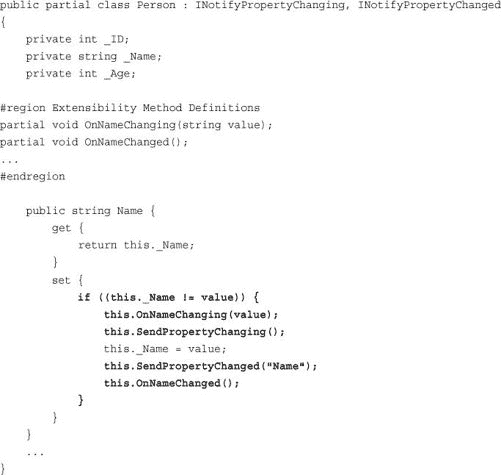 public partial class Person : INotifyPropertyChanging, INotifyPropertyChanged
{
    private int _ID;
    private string _Name;
    private int _Age;

#region Extensibility Method Definitions
partial void OnNameChanging(string value);
partial void OnNameChanged();
...
#endregion

    public string Name {
        get {
            return this._Name;
        }
        set {
            if ((this._Name != value)) {
                this.OnNameChanging(value);
                this.SendPropertyChanging();
                this._Name = value;
                this.SendPropertyChanged("Name");
                this.OnNameChanged();
            }
        }
    }
    ...
}